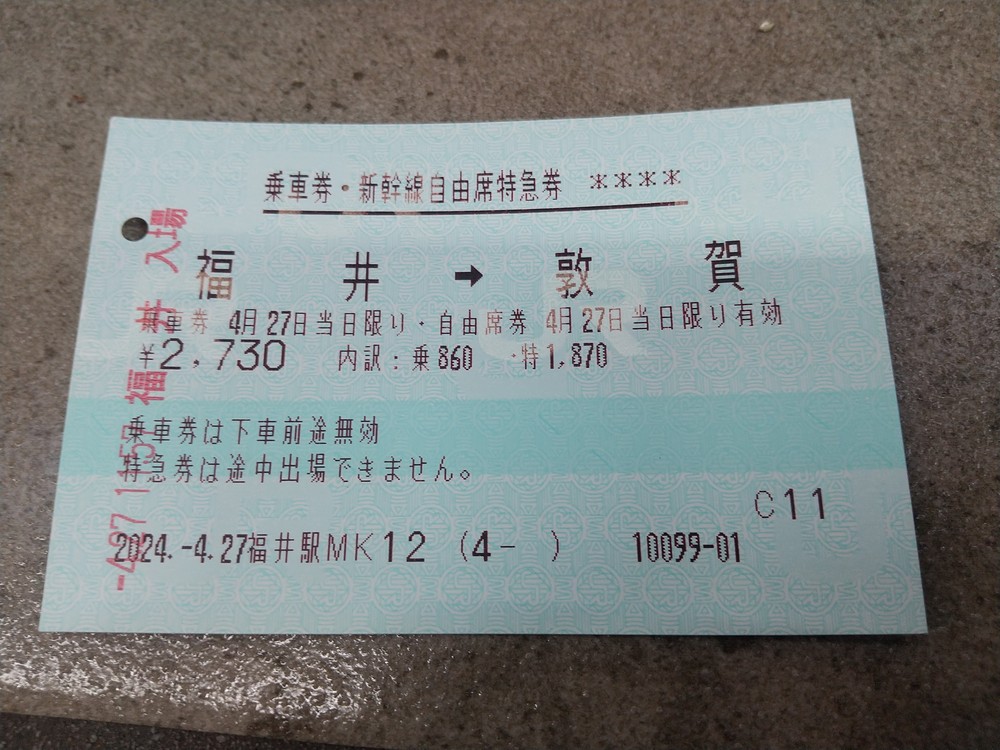 乗車券・新幹線自由席特急券 ****
福井 → 敦賀
乗車券 4月27日当日限り・自由席券 4月27日当日限り有効
¥2,730 内訳:乗860 ・特1,870
乗車券は下車前途無効
特急券は途中出場できません。
C11
2024.-4.27福井駅MK12 (4- ) 10099-01
-4.27 1157 福井 入場
JR